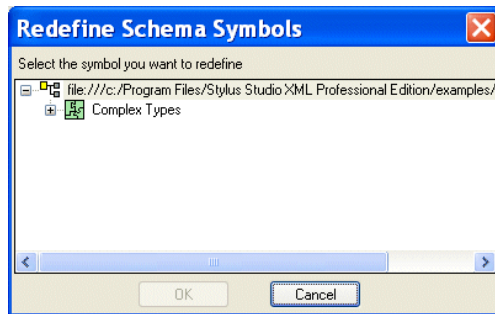 Redefine Schema Symbols
Select the symbol you want to redefine
file:///c:/Program Files/Stylus Studio XML Professional Edition/examples/
Complex Types
OK
Cancel